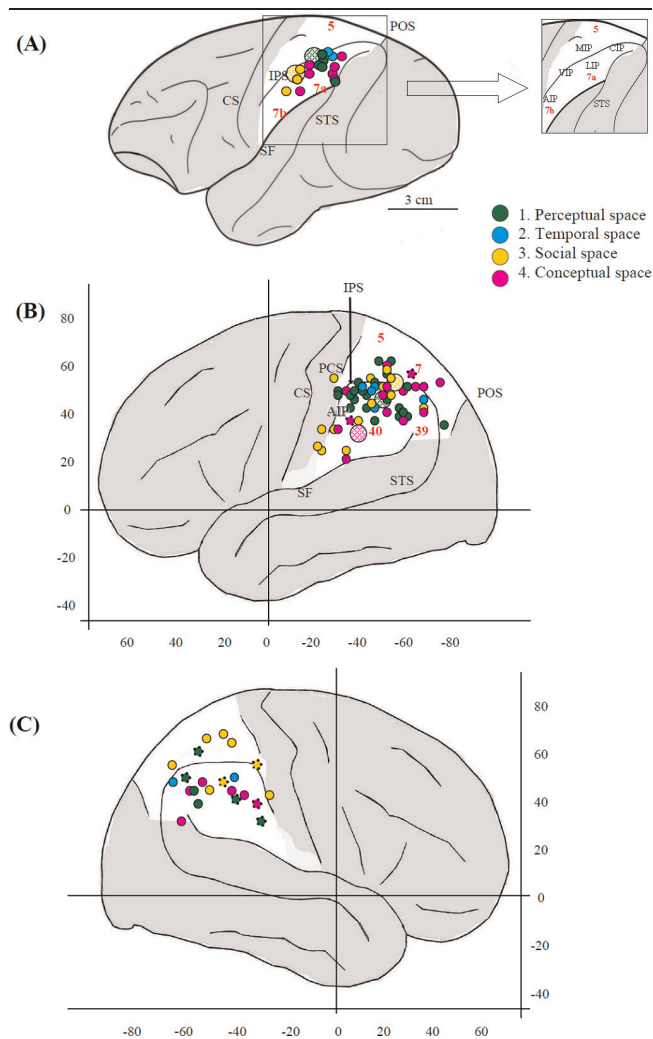 (A)
5
POS
IPS
7a
CS
7b
STS
SF
3 cm
5
MIP
CIP
VIP
LIP
7a
AIP
7b
STS
1. Perceptual space
2. Temporal space
3. Social space
4. Conceptual space
(B)
IPS
80
60
40
20
0
-20
-40
5
PCS
7
CS
POS
AIP
40
39
SF
STS
60
40
20
0
-20
-40
-60
-80
(C)
80
60
40
20
0
-20
-40
-80
-60
-40
-20
0
20
40
60